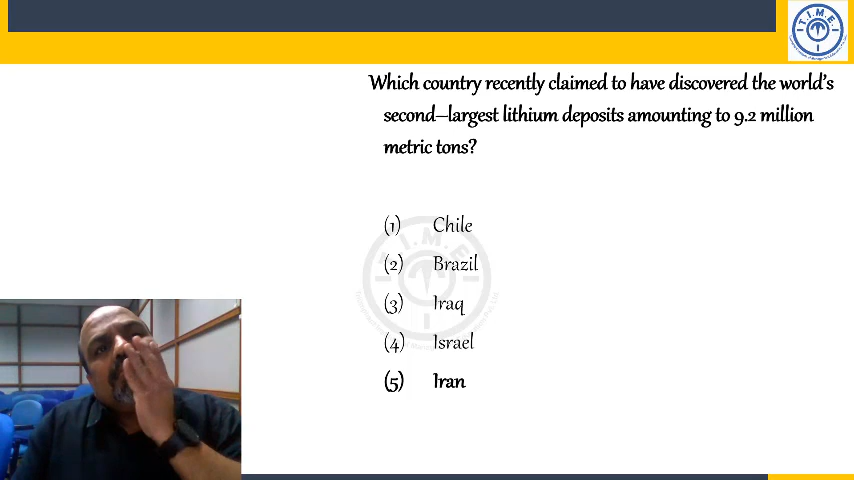 T.I.M.E.
Which country recently claimed to have discovered the world's
second–largest lithium deposits amounting to 9.2 million
metric tons?
(1) Chile
(2) Brazil
(3) Iraq
(4) Israel
(5) Iran